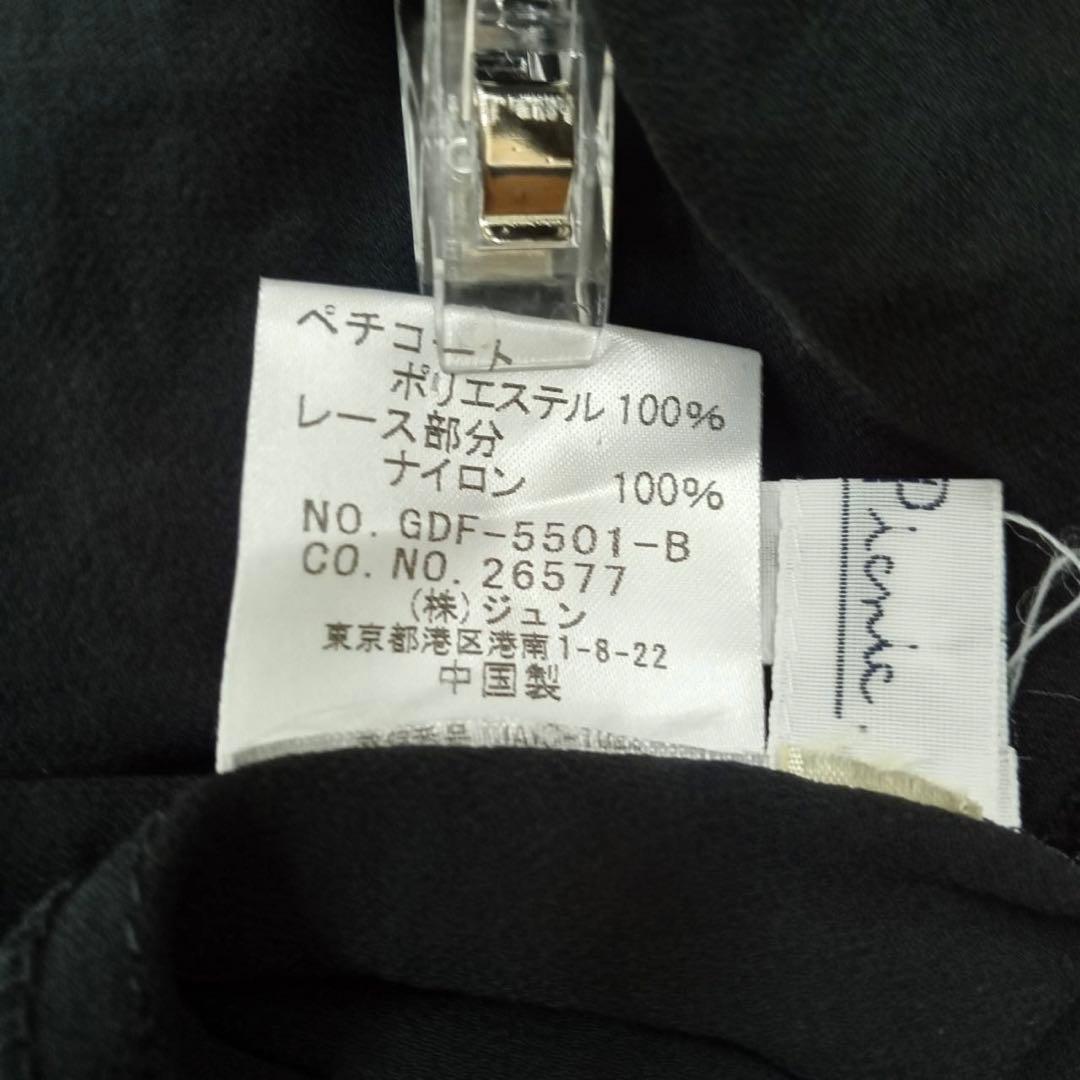 ペチコート
ポリエステル 100%
レース部分
ナイロン 100%
NO. GDF-5501-B
CO. NO. 26577
(株)ジュン
東京都港区港南1-8-22
中国製
Picnic.